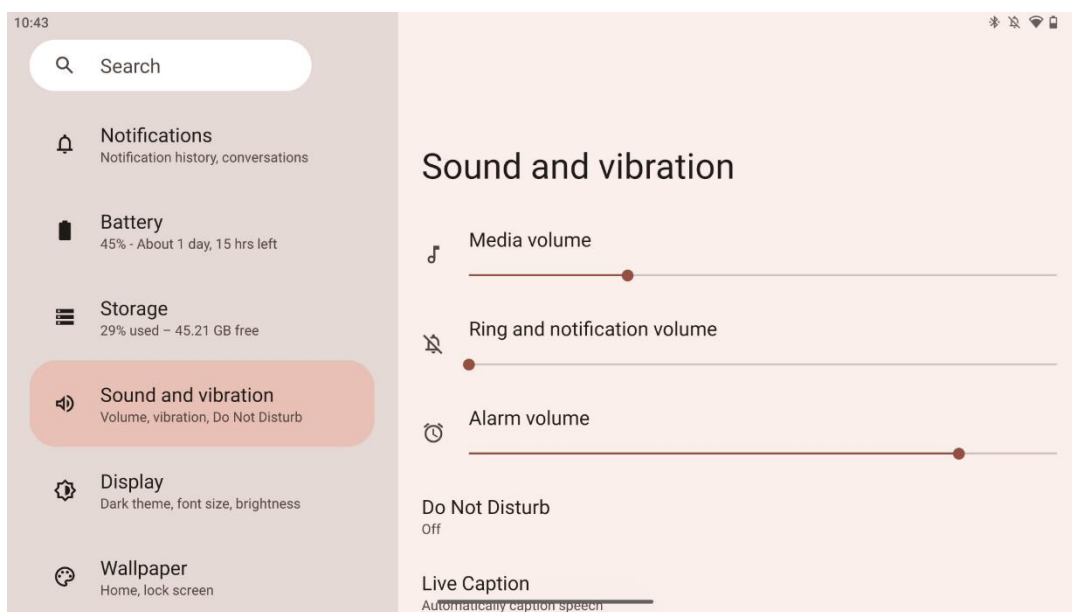 10:43
Search
Notifications
Notification history, conversations
Battery
45% - About 1 day, 15 hrs left
Storage
29% used – 45.21 GB free
Sound and vibration
Volume, vibration, Do Not Disturb
Display
Dark theme, font size, brightness
Wallpaper
Home, lock screen
Sound and vibration
Media volume
Ring and notification volume
Alarm volume
Do Not Disturb
Off
Live Caption
Automatically caption speech